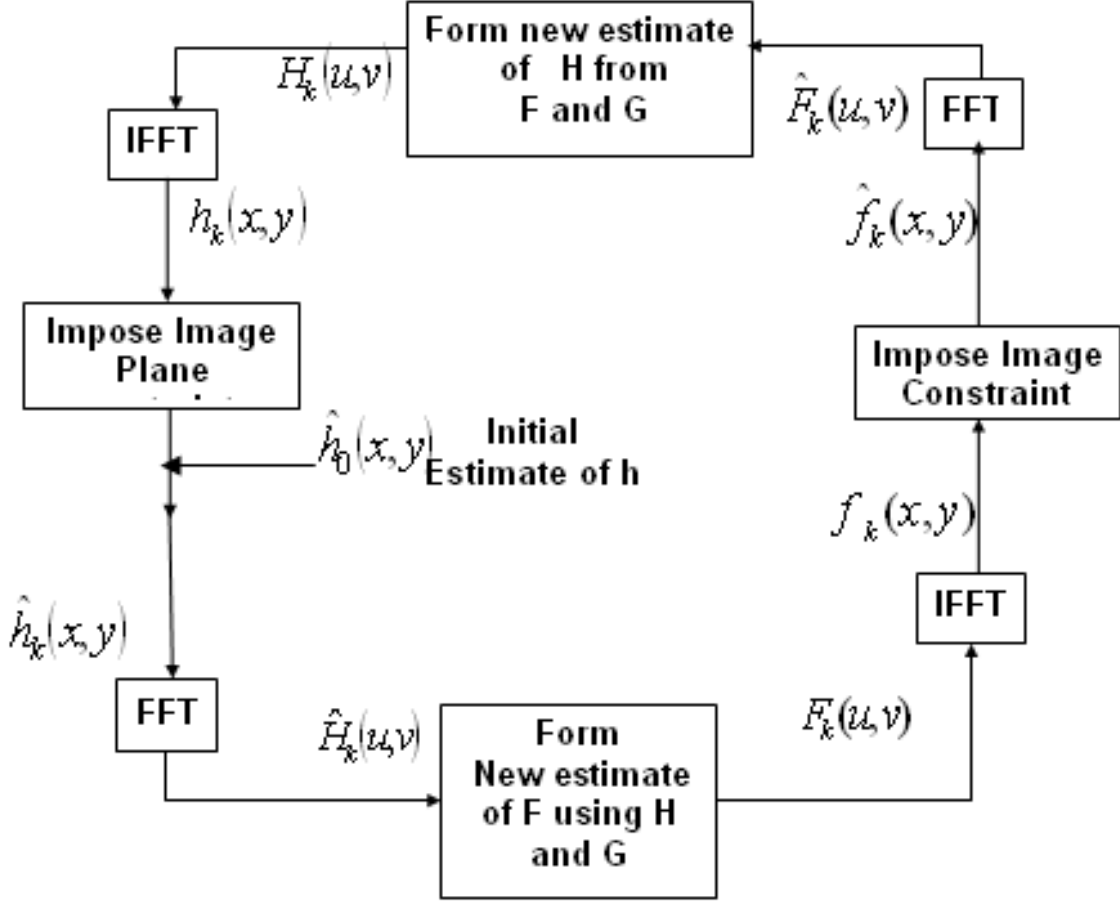 Form new estimate
of H from
F and G
H_k(u,v)
F̂_k(u,v)
FFT
IFFT
h_k(x,y)
f̂_k(x,y)
Impose Image
Plane
Impose Image
Constraint
ĥ_0(x,y)
Initial
Estimate of h
f_k(x,y)
IFFT
ĥ_k(x,y)
FFT
Ĥ_k(u,v)
Form
New estimate
of F using H
and G
F_k(u,v)